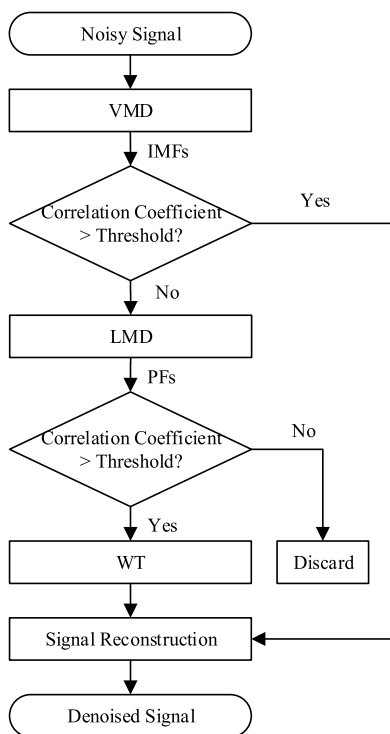 Noisy Signal
VMD
IMFs
Correlation Coefficient
> Threshold?
Yes
No
LMD
PFs
Correlation Coefficient
> Threshold?
No
Yes
WT
Discard
Signal Reconstruction
Denoised Signal